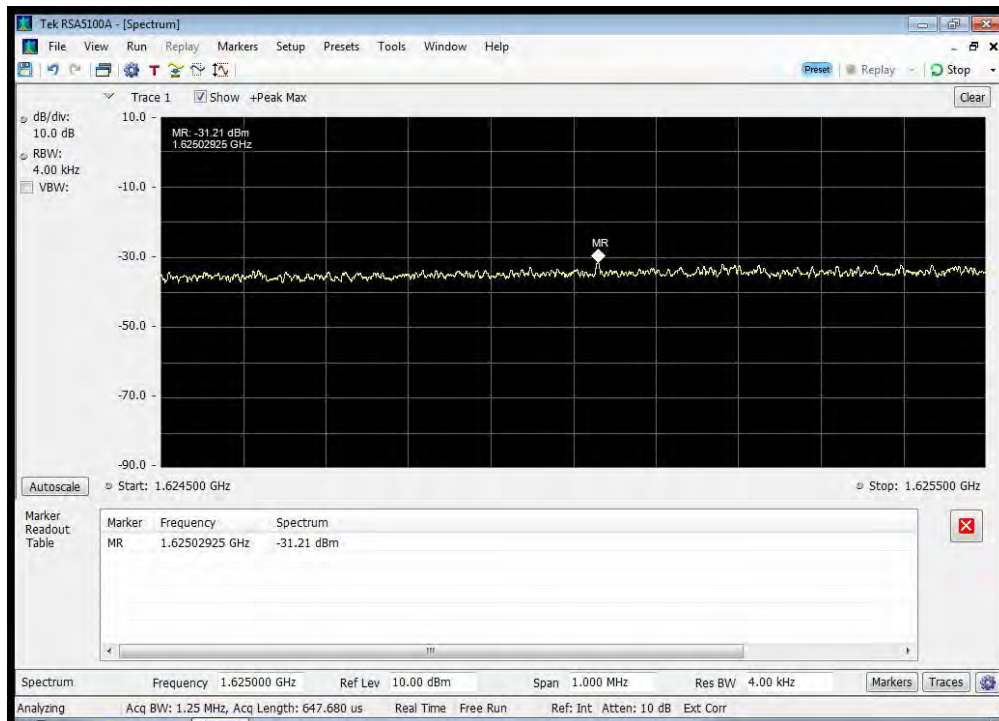 Tek RSA5100A - [Spectrum]
File View Run Replay Markers Setup Presets Tools Window Help
Preset Replay Stop
Trace 1 Show +Peak Max Clear
dB/div:
10.0 dB
RBW:
4.00 kHz
VBW:
10.0
-10.0
-30.0
-50.0
-70.0
-90.0
MR: -31.21 dBm
1.62502925 GHz
MR
Autoscale Start: 1.624500 GHz Stop: 1.625500 GHz
Marker
Readout
Table
Marker Frequency Spectrum
MR 1.62502925 GHz -31.21 dBm
Spectrum Frequency 1.625000 GHz Ref Lev 10.00 dBm Span 1.000 MHz Res BW 4.00 kHz Markers Traces
Analyzing Acq BW: 1.25 MHz, Acq Length: 647.680 us Real Time Free Run Ref: Int Atten: 10 dB Ext Corr